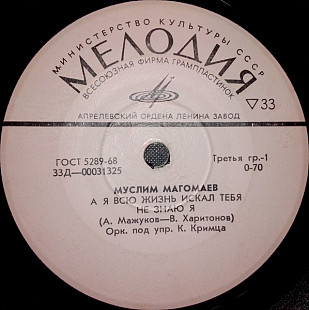 МИНИСТЕРСТВО КУЛЬТУРЫ СССР
МЕЛОДИЯ
ВСЕСОЮЗНАЯ ФИРМА ГРАМПЛАСТИНОК
▽33
АПРЕЛЕВСКИЙ ОРДЕНА ЛЕНИНА ЗАВОД
ГОСТ 5289-68
33Д—00031325
Третья гр.-1
0-70
МУСЛИМ МАГОМАЕВ
А Я ВСЮ ЖИЗНЬ ИСКАЛ ТЕБЯ
НЕ ЗНАЮ Я
(А. Мажуков—В. Харитонов)
Орк. под упр. К. Кримца